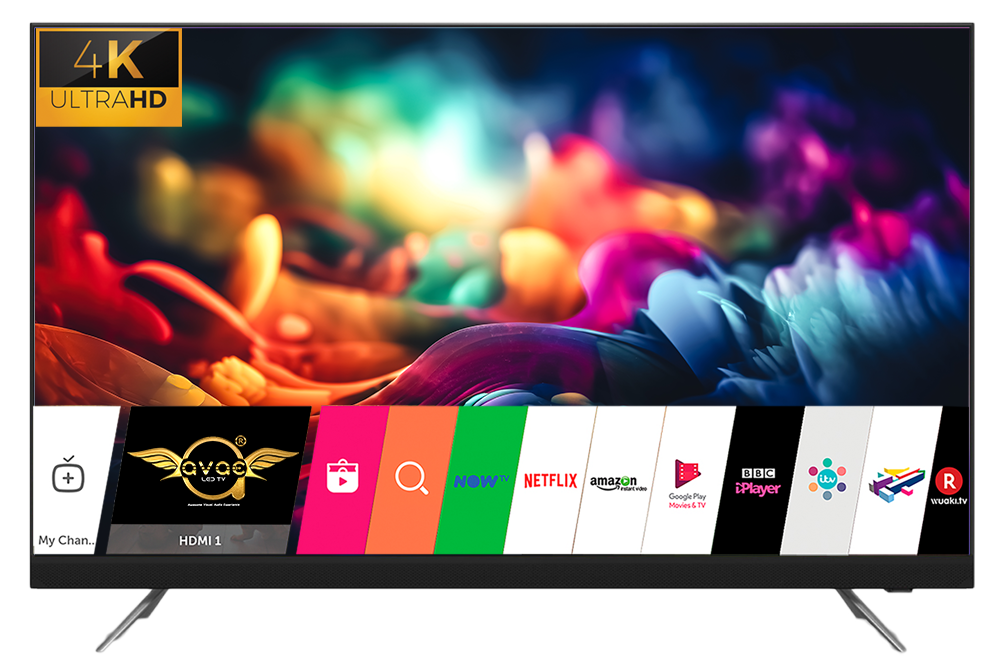 4K
ULTRAHD
My Chan..
avae
®
LED TV
Awesome Visual Audio Experience
HDMI 1
NOW TV
NETFLIX
amazon
instant video
Google Play
Movies & TV
BBC
iPlayer
itv
R
wuaki.tv